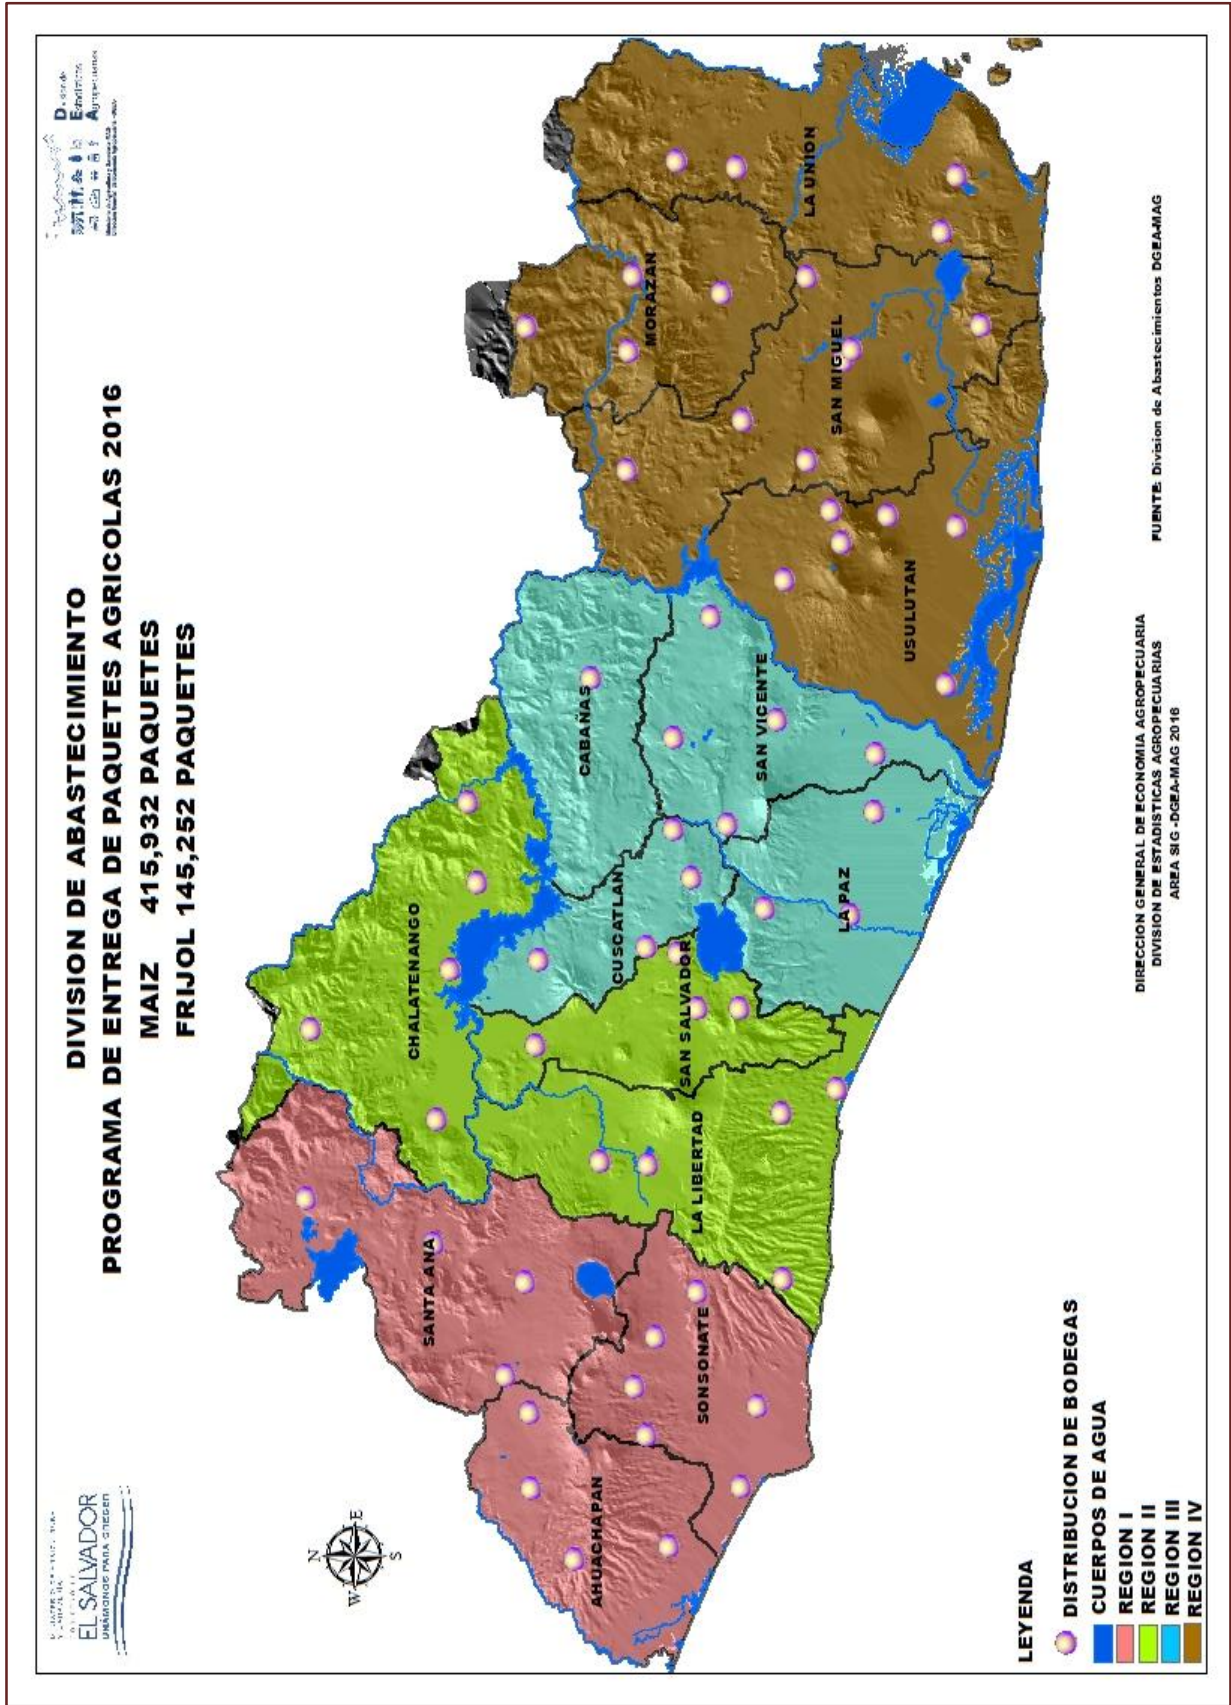 EL SALVADOR
UNÁMONOS PARA CRECER
División de
Estadísticas
Agropecuarias
DIVISION DE ABASTECIMIENTO
PROGRAMA DE ENTREGA DE PAQUETES AGRICOLAS 2016
MAIZ 415,932 PAQUETES
FRIJOL 145,252 PAQUETES
N
W
E
S
CHALATENANGO
SANTA ANA
CABAÑAS
MORAZAN
CUSCATLAN
AHUACHAPAN
SAN SALVADOR
LA LIBERTAD
SONSONATE
SAN VICENTE
LA UNION
SAN MIGUEL
LA PAZ
USULUTAN
LEYENDA
DISTRIBUCION DE BODEGAS
CUERPOS DE AGUA
REGION I
REGION II
REGION III
REGION IV
DIRECCION GENERAL DE ECONOMIA AGROPECUARIA
DIVISION DE ESTADISTICAS AGROPECUARIAS
AREA SIG -DGEA-MAG 2016
FUENTE: Division de Abastecimientos DGEA-MAG